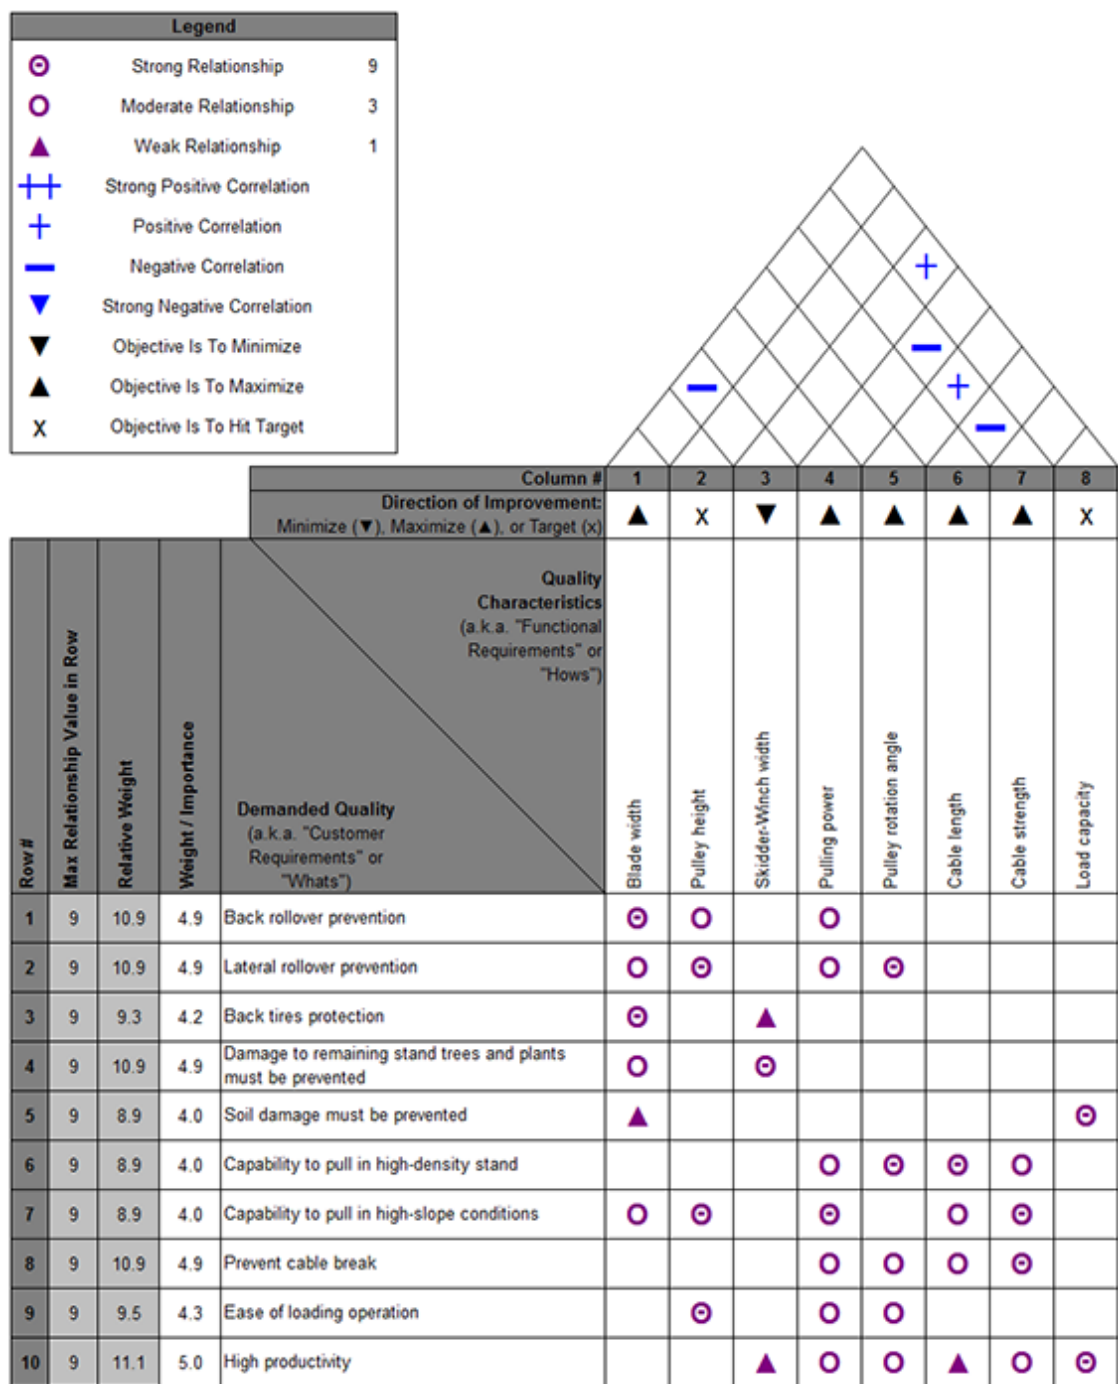 Legend
Strong Relationship 9
Moderate Relationship 3
Weak Relationship 1
Strong Positive Correlation
Positive Correlation
Negative Correlation
Strong Negative Correlation
Objective Is To Minimize
Objective Is To Maximize
X Objective Is To Hit Target
Column # 1 2 3 4 5 6 7 8
Direction of Improvement:
Minimize (▼), Maximize (▲), or Target (x) ▲ X ▼ ▲ ▲ ▲ ▲ X
Quality
Characteristics
(a.k.a. "Functional
Requirements" or
"Hows")
Row #
Max Relationship Value in Row
Relative Weight
Weight / Importance
Demanded Quality
(a.k.a. "Customer
Requirements" or
"Whats")
Blade width
Pulley height
Skidder-Winch width
Pulling power
Pulley rotation angle
Cable length
Cable strength
Load capacity
1 9 10.9 4.9 Back rollover prevention
2 9 10.9 4.9 Lateral rollover prevention
3 9 9.3 4.2 Back tires protection
4 9 10.9 4.9 Damage to remaining stand trees and plants
must be prevented
5 9 8.9 4.0 Soil damage must be prevented
6 9 8.9 4.0 Capability to pull in high-density stand
7 9 8.9 4.0 Capability to pull in high-slope conditions
8 9 10.9 4.9 Prevent cable break
9 9 9.5 4.3 Ease of loading operation
10 9 11.1 5.0 High productivity